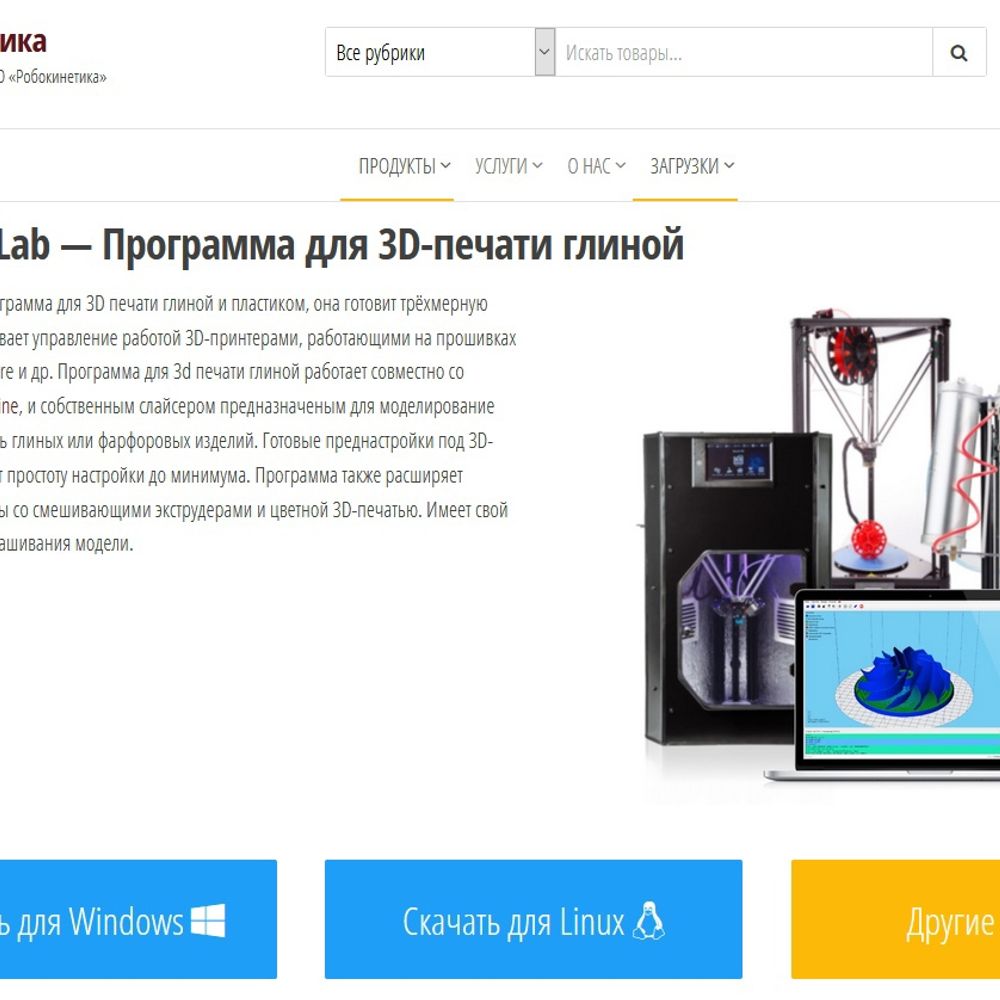 ика
О «Робокинетика»
Все рубрики
Искать товары...
ПРОДУКТЫ УСЛУГИ О НАС ЗАГРУЗКИ
Lab — Программа для 3D-печати глиной
грамма для 3D печати глиной и пластиком, она готовит трёхмерную
вает управление работой 3D-принтерами, работающими на прошивках
re и др. Программа для 3d печати глиной работает совместно со
ine, и собственным слайсером предназначеным для моделирование
ь глиных или фарфоровых изделий. Готовые преднастройки под 3D-
т простоту настройки до минимума. Программа также расширяет
ы со смешивающими экструдерами и цветной 3D-печатью. Имеет свой
ашивания модели.
ь для Windows
Скачать для Linux
Другие